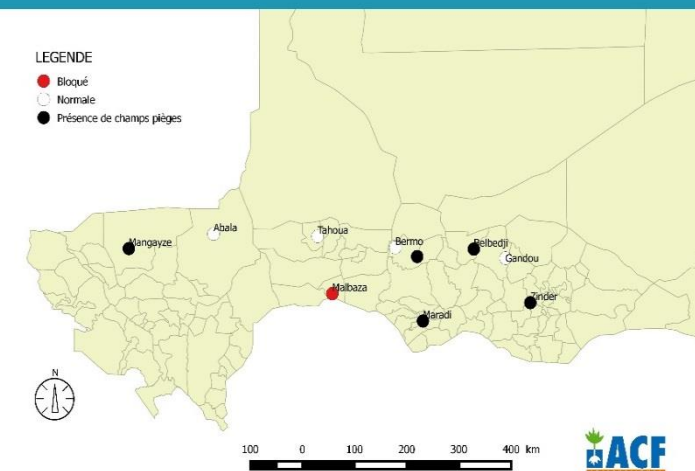 LEGENDE
Bloqué
Normale
Présence de champs pièges
Mangayze
Abala
Tahoua
Bermo
Belbedji
Gandou
Malbaza
Zinder
Maradi
N
100 0 100 200 300 400 km
ACF